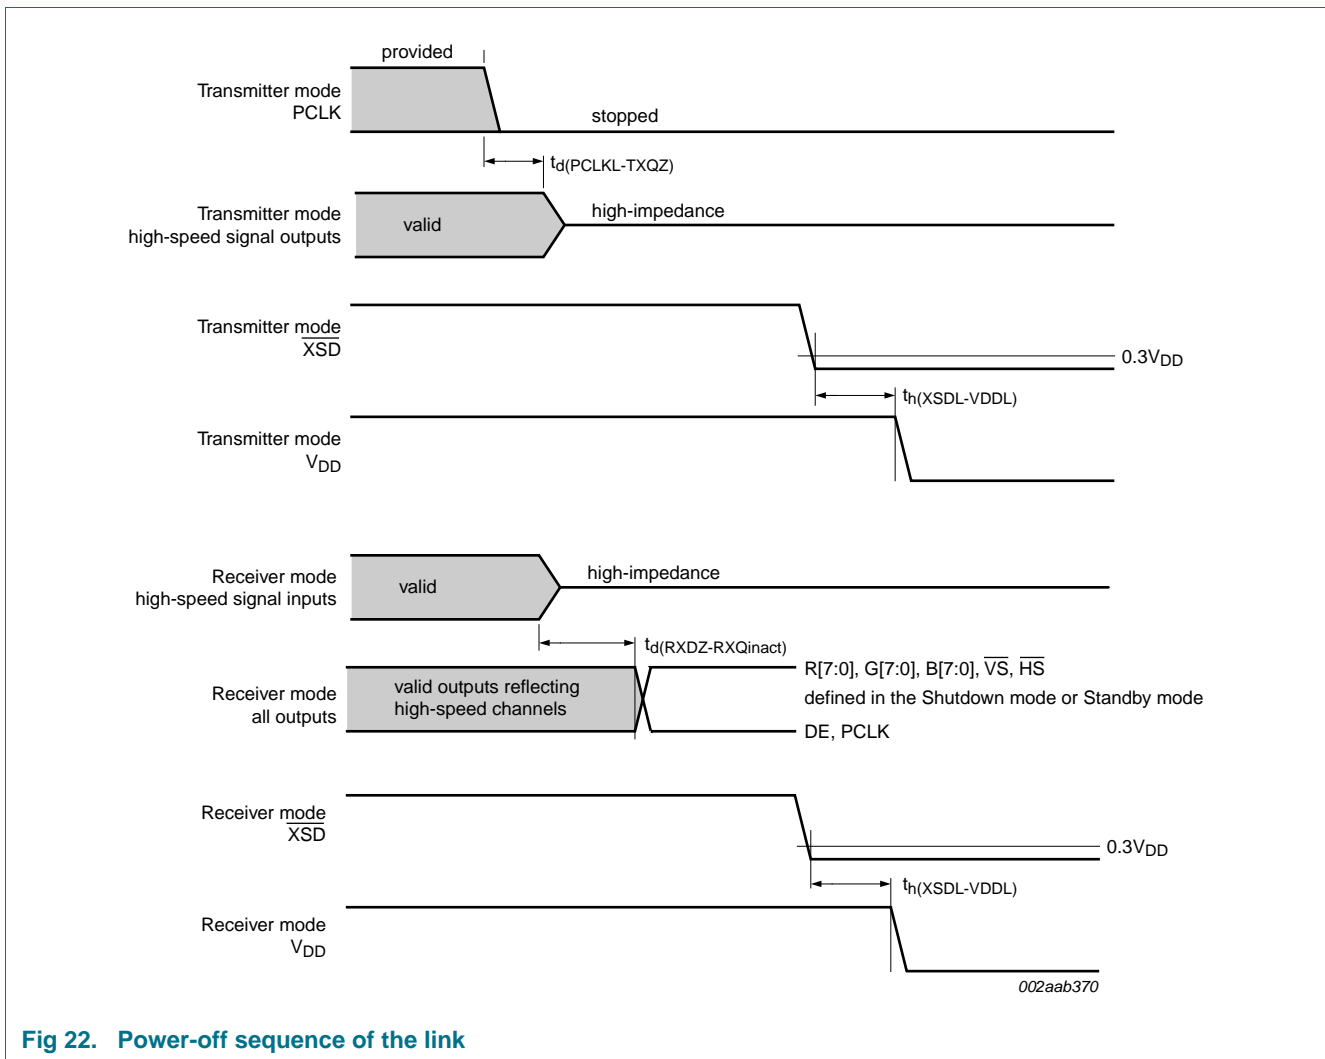 provided
Transmitter mode
PCLK
stopped
td(PCLKL-TXQZ)
Transmitter mode
high-speed signal outputs
valid
high-impedance
Transmitter mode
XSD
0.3VDD
th(XSDL-VDDL)
Transmitter mode
VDD
Receiver mode
high-speed signal inputs
valid
high-impedance
td(RXDZ-RXQinact)
Receiver mode
all outputs
valid outputs reflecting
high-speed channels
R[7:0], G[7:0], B[7:0], VS, HS
defined in the Shutdown mode or Standby mode
DE, PCLK
Receiver mode
XSD
0.3VDD
th(XSDL-VDDL)
Receiver mode
VDD
002aab370
Fig 22. Power-off sequence of the link